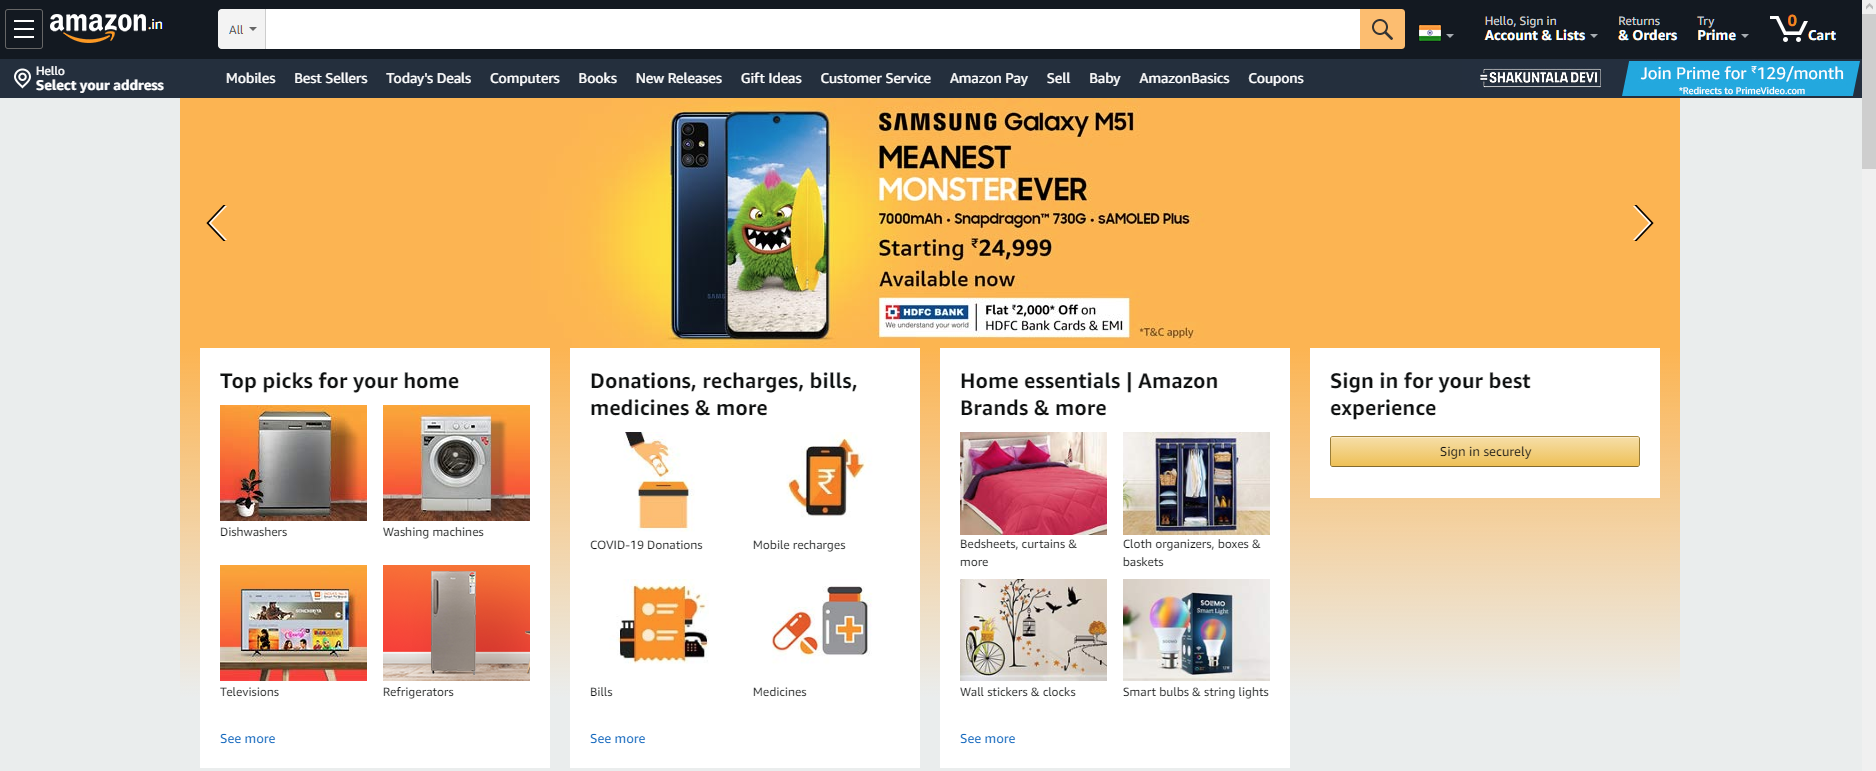 amazon.in
All
Hello, Sign in
Account & Lists
Returns
& Orders
Try
Prime
0
Cart
Hello
Select your address
Mobiles
Best Sellers
Today's Deals
Computers
Books
New Releases
Gift Ideas
Customer Service
Amazon Pay
Sell
Baby
AmazonBasics
Coupons
SHAKUNTALA DEVI
Join Prime for ₹129/month
*Redirects to PrimeVideo.com
SAMSUNG Galaxy M51
MEANEST
MONSTEREVER
7000mAh · Snapdragon™ 730G · sAMOLED Plus
Starting ₹24,999
Available now
HDFC BANK
We understand your world
Flat ₹2,000* Off on
HDFC Bank Cards & EMI
*T&C apply
Top picks for your home
Dishwashers
Washing machines
Televisions
Refrigerators
See more
Donations, recharges, bills,
medicines & more
COVID-19 Donations
Mobile recharges
Bills
Medicines
See more
Home essentials | Amazon
Brands & more
Bedsheets, curtains &
more
Cloth organizers, boxes &
baskets
SOLIMO
Smart Light
Wall stickers & clocks
Smart bulbs & string lights
See more
Sign in for your best
experience
Sign in securely